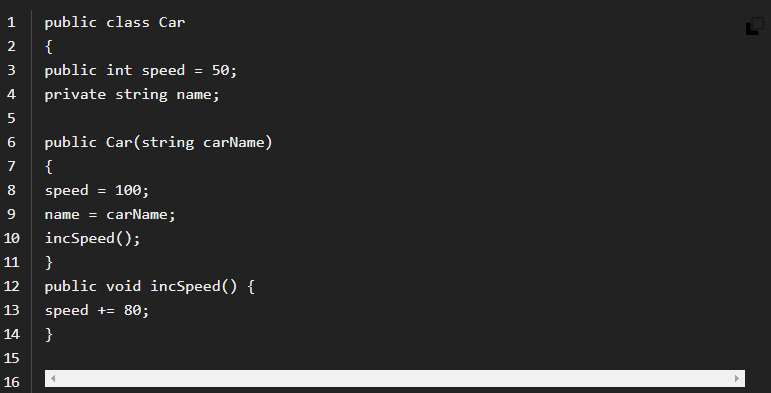 1 public class Car
2 {
3 public int speed = 50;
4 private string name;
5
6 public Car(string carName)
7 {
8 speed = 100;
9 name = carName;
10 incSpeed();
11 }
12 public void incSpeed() {
13 speed += 80;
14 }
15
16